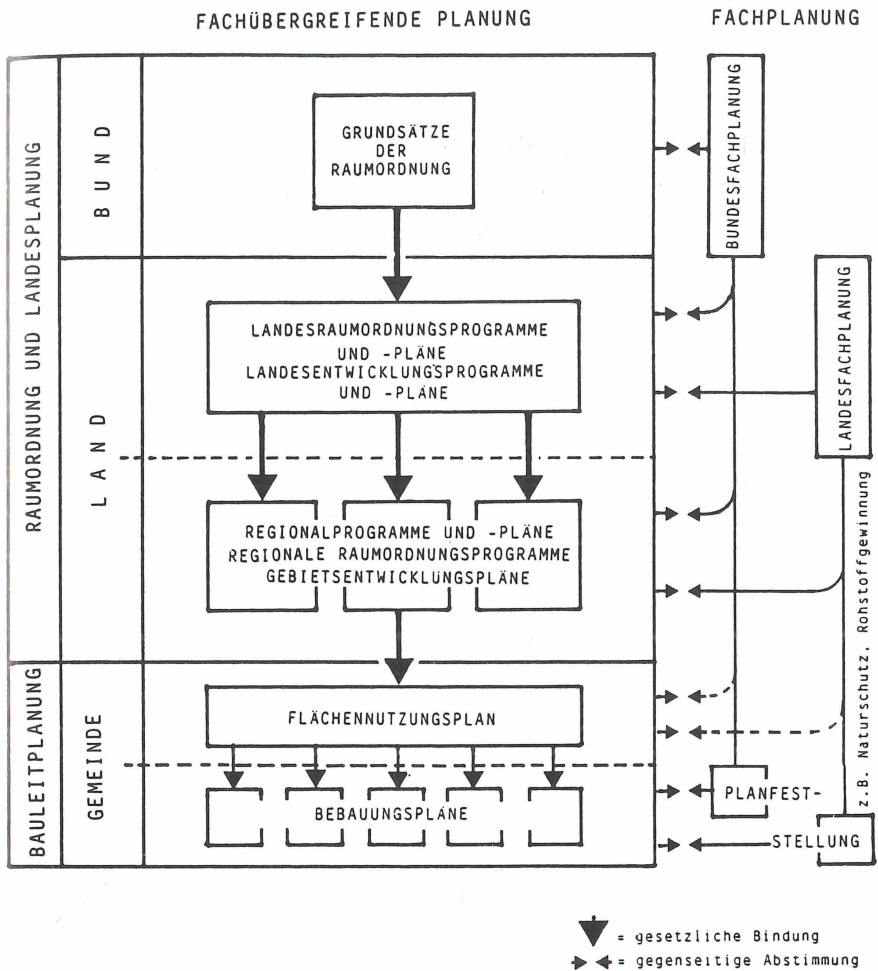 FACHÜBERGREIFENDE PLANUNG
FACHPLANUNG
RAUMORDNUNG UND LANDESPLANUNG
BUND
GRUNDSÄTZE
DER
RAUMORDNUNG
BUNDESFACHPLANUNG
LAND
LANDESRAUMORDNUNGSPROGRAMME
UND -PLÄNE
LANDESENTWICKLUNGSPROGRAMME
UND -PLÄNE
LANDESFACHPLANUNG
REGIONALPROGRAMME UND -PLÄNE
REGIONALE RAUMORDNUNGSPROGRAMME
GEBIETSENTWICKLUNGSPLÄNE
z.B. Naturschutz, Rohstoffgewinnung
BAULEITPLANUNG
GEMEINDE
FLÄCHENNUTZUNGSPLAN
BEBAUUNGSPLÄNE
PLANFEST-
STELLUNG
= gesetzliche Bindung
= gegenseitige Abstimmung